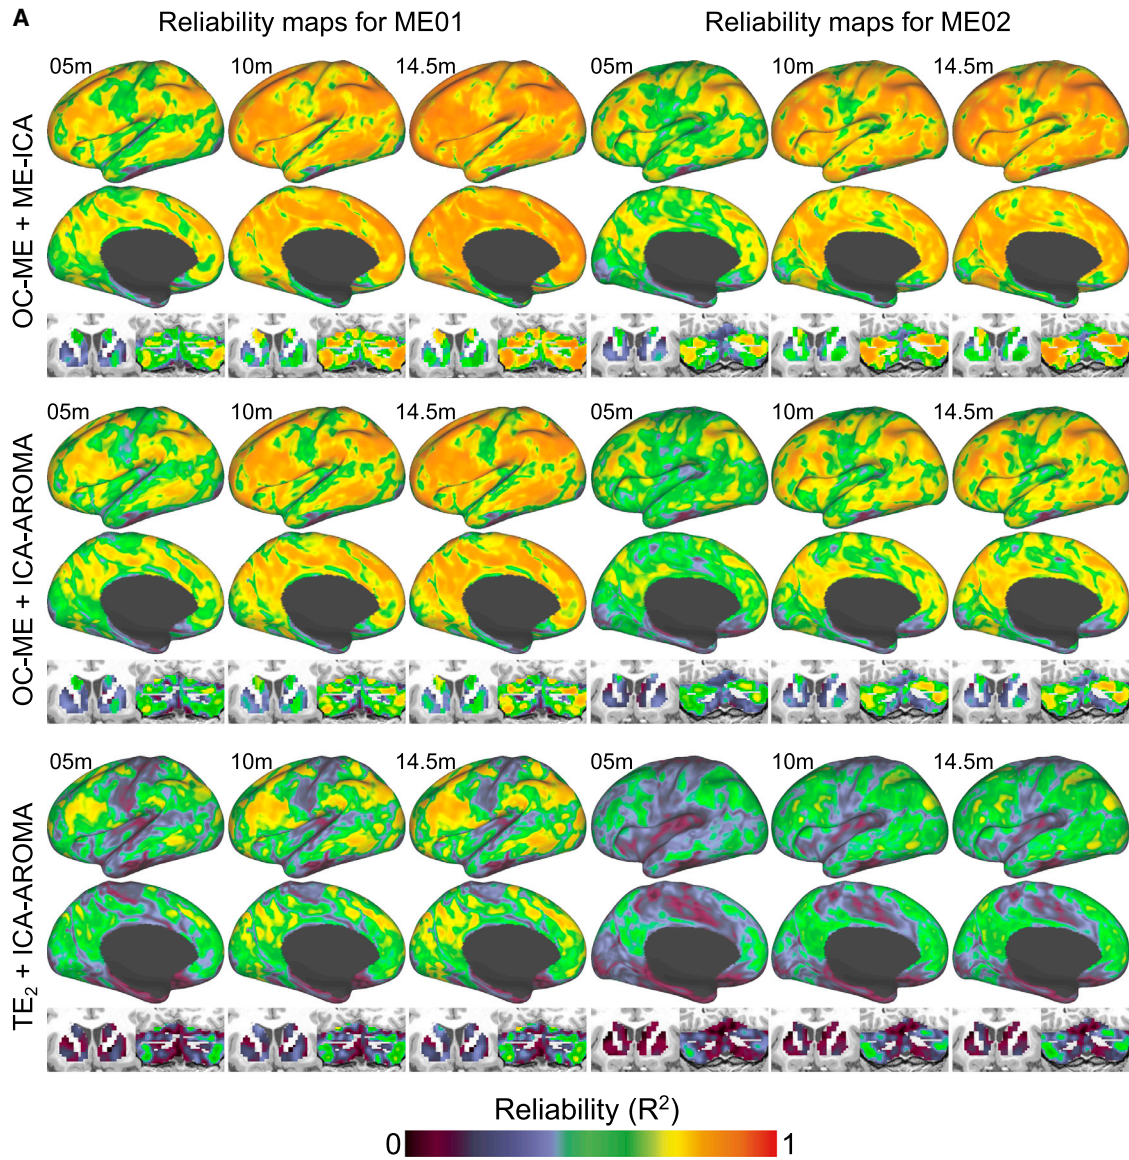 A
Reliability maps for ME01
Reliability maps for ME02
OC-ME + ME-ICA
05m
10m
14.5m
05m
10m
14.5m
OC-ME + ICA-AROMA
05m
10m
14.5m
05m
10m
14.5m
TE₂ + ICA-AROMA
05m
10m
14.5m
05m
10m
14.5m
Reliability (R²)
0
1